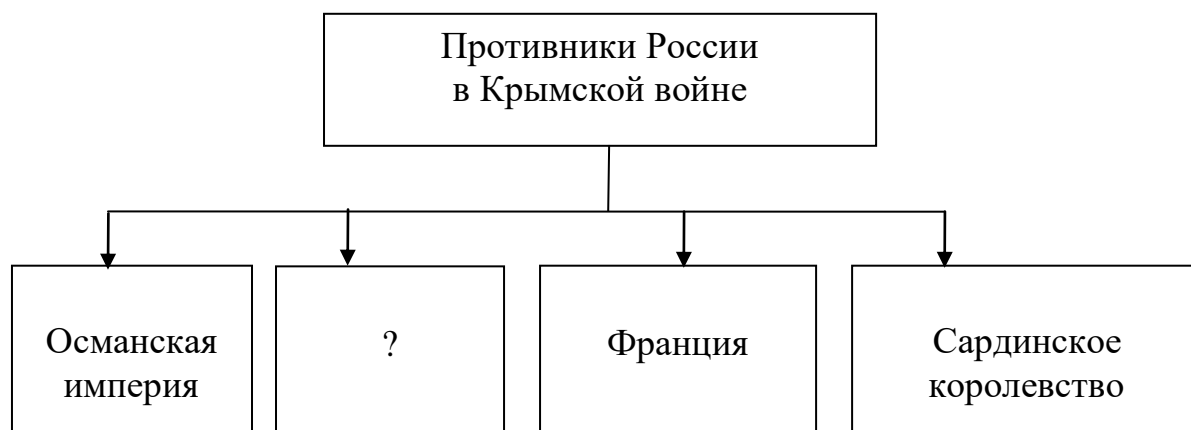 Противники России
в Крымской войне
Османская
империя
?
Франция
Сардинское
королевство